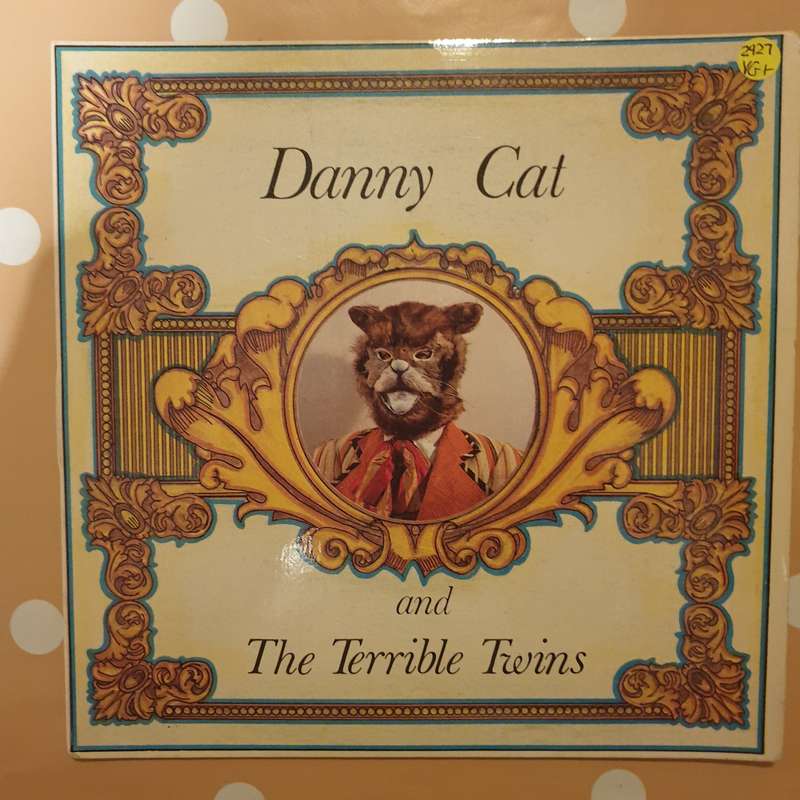 2427
VG+
Danny Cat
and
The Terrible Twins